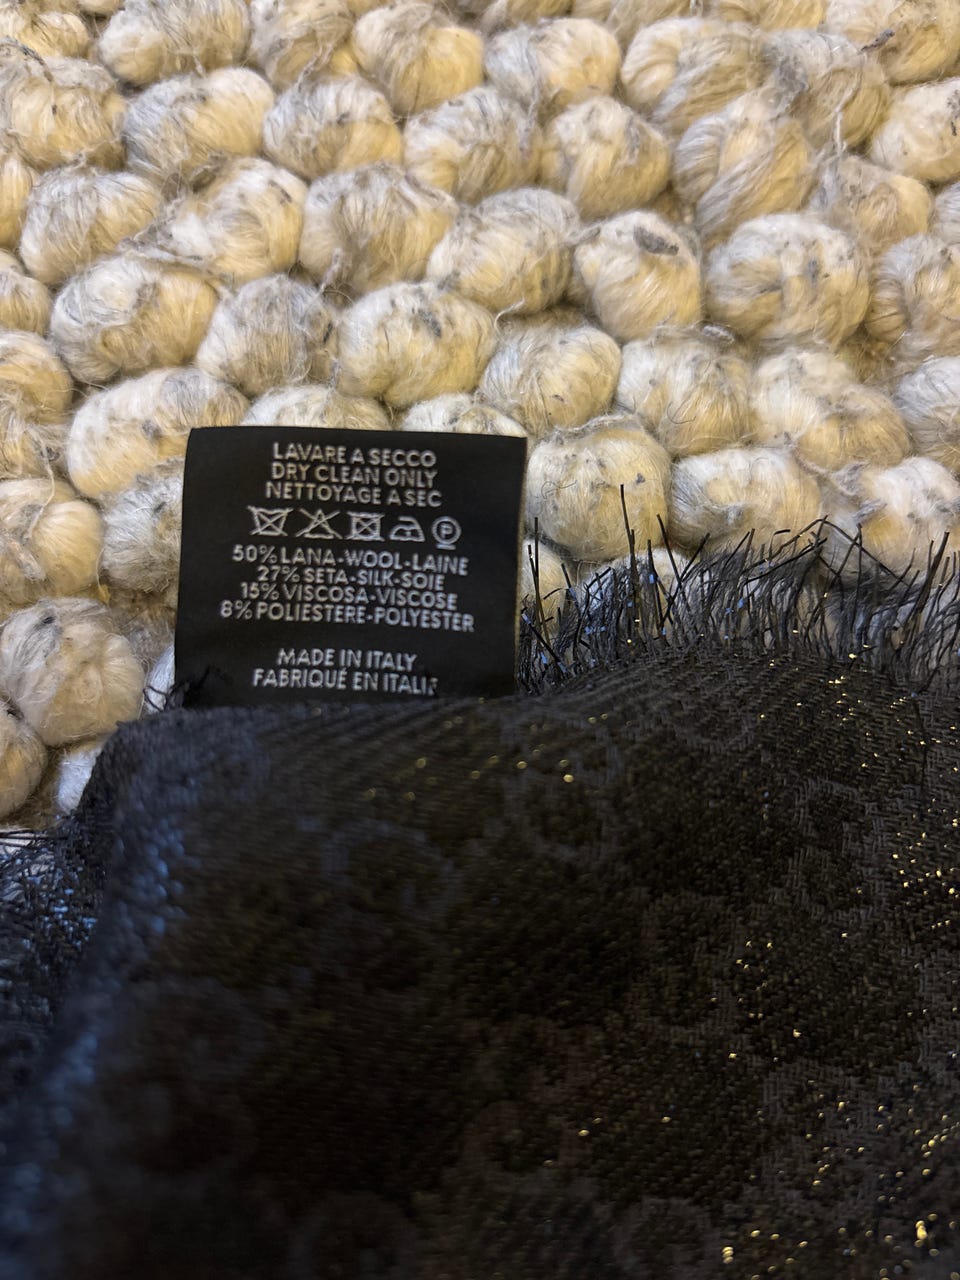 LAVARE A SECCO
DRY CLEAN ONLY
NETTOYAGE A SEC
P
50% LANA-WOOL-LAINE
27% SETA-SILK-SOIE
15% VISCOSA-VISCOSE
8% POLIESTERE-POLYESTER
MADE IN ITALY
FABRIQUÉ EN ITALIE